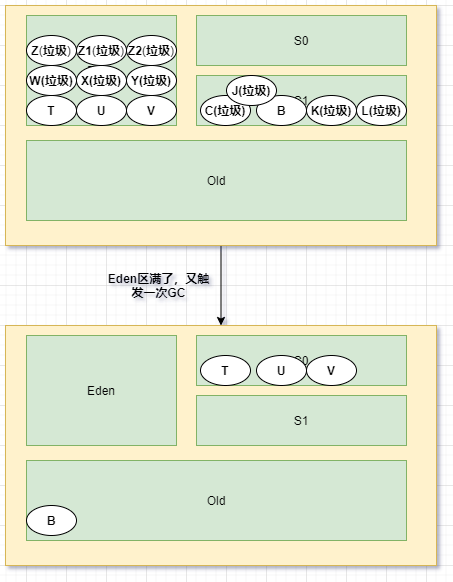 Z(垃圾) Z1(垃圾) Z2(垃圾)
W(垃圾) X(垃圾) Y(垃圾)
T U V
S0
J(垃圾)
C(垃圾) B K(垃圾) L(垃圾)
Old
Eden区满了，又触
发一次GC
Eden
T U V
S1
Old
B